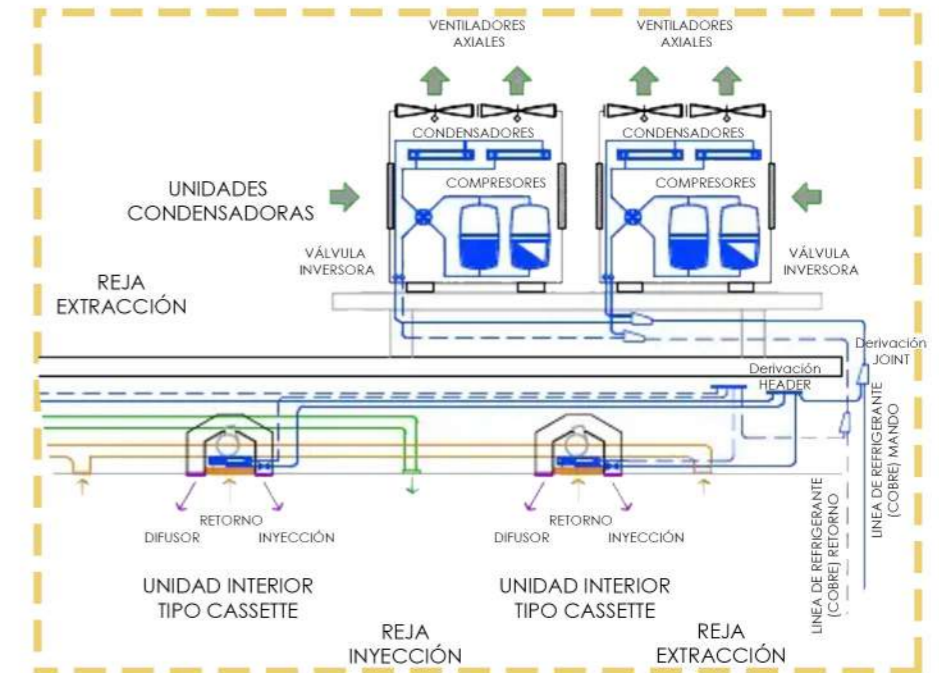 VENTILADORES
AXIALES
VENTILADORES
AXIALES
CONDENSADORES
CONDENSADORES
COMPRESORES
COMPRESORES
UNIDADES
CONDENSADORAS
VÁLVULA
INVERSORA
VÁLVULA
INVERSORA
REJA
EXTRACCIÓN
Derivación
JOINT
Derivación
HEADER
LINEA DE REFRIGERANTE
(COBRE) MANDO
LINEA DE REFRIGERANTE
(COBRE) RETORNO
RETORNO
DIFUSOR
INYECCIÓN
RETORNO
DIFUSOR
INYECCIÓN
UNIDAD INTERIOR
TIPO CASSETTE
UNIDAD INTERIOR
TIPO CASSETTE
REJA
INYECCIÓN
REJA
EXTRACCIÓN